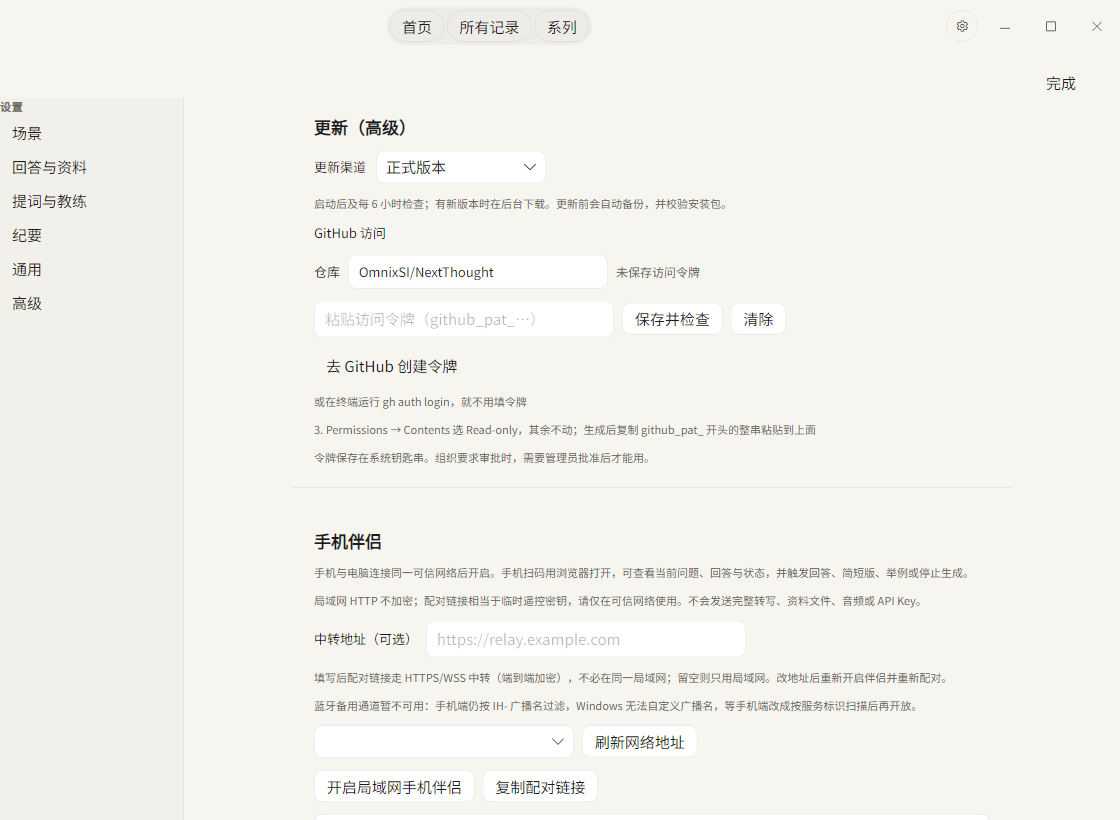 首页 所有记录 系列
完成
设置
场景
回答与资料
提词与教练
纪要
通用
高级
更新（高级）
更新渠道 正式版本
启动后及每 6 小时检查；有新版本时在后台下载。更新前会自动备份，并校验安装包。
GitHub 访问
仓库 OmnixSI/NextThought 未保存访问令牌
粘贴访问令牌（github_pat_…） 保存并检查 清除
去 GitHub 创建令牌
或在终端运行 gh auth login，就不用填令牌
3. Permissions → Contents 选 Read-only，其余不动；生成后复制 github_pat_ 开头的整串粘贴到上面
令牌保存在系统钥匙串。组织要求审批时，需要管理员批准后才能用。
手机伴侣
手机与电脑连接同一可信网络后开启。手机扫码用浏览器打开，可查看当前问题、回答与状态，并触发回答、简短版、举例或停止生成。
局域网 HTTP 不加密；配对链接相当于临时遥控密钥，请仅在可信网络使用。不会发送完整转写、资料文件、音频或 API Key。
中转地址（可选） https://relay.example.com
填写后配对链接走 HTTPS/WSS 中转（端到端加密），不必在同一局域网；留空则只用局域网。改地址后重新开启伴侣并重新配对。
蓝牙备用通道暂不可用：手机端仍按 IH- 广播名过滤，Windows 无法自定义广播名，等手机端改成按服务标识扫描后再开放。
刷新网络地址
开启局域网手机伴侣 复制配对链接